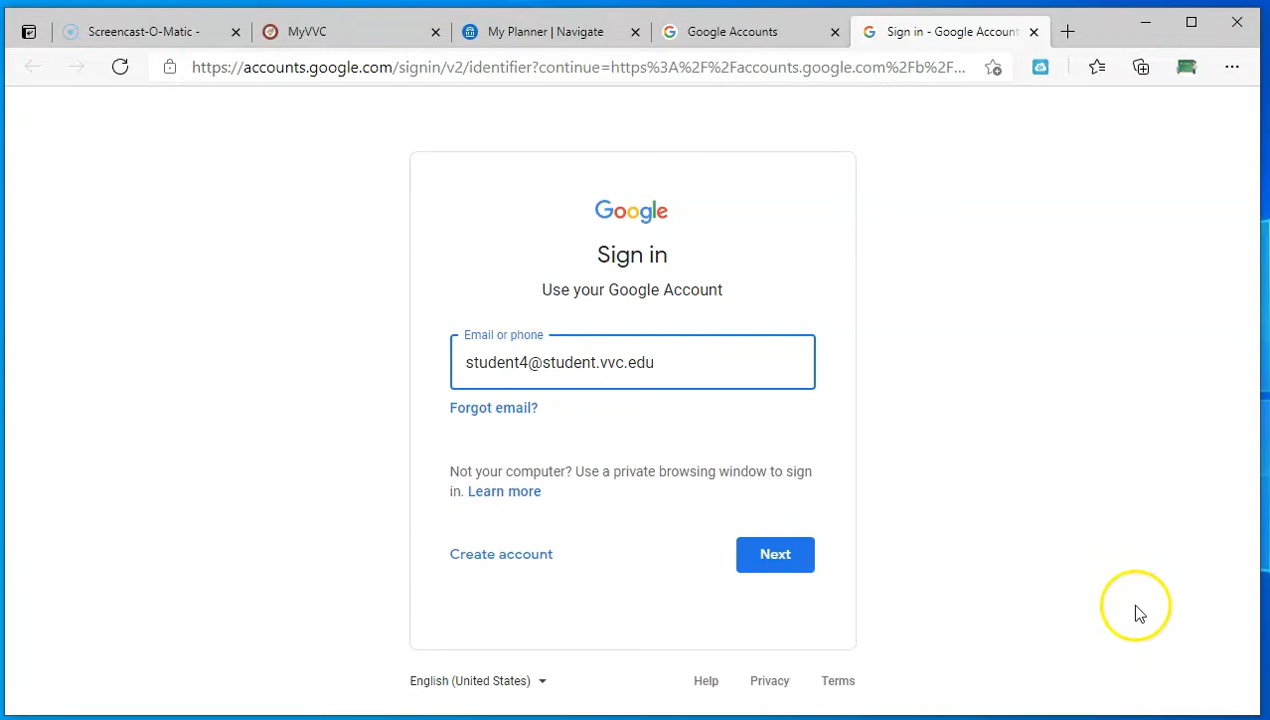 Screencast-O-Matic - MyVVC My Planner | Navigate Google Accounts Sign in - Google Account
https://accounts.google.com/signin/v2/identifier?continue=https%3A%2F%2Faccounts.google.com%2Fb%2F...
Google
Sign in
Use your Google Account
Email or phone
student4@student.vvc.edu
Forgot email?
Not your computer? Use a private browsing window to sign
in. Learn more
Create account Next
English (United States) Help Privacy Terms